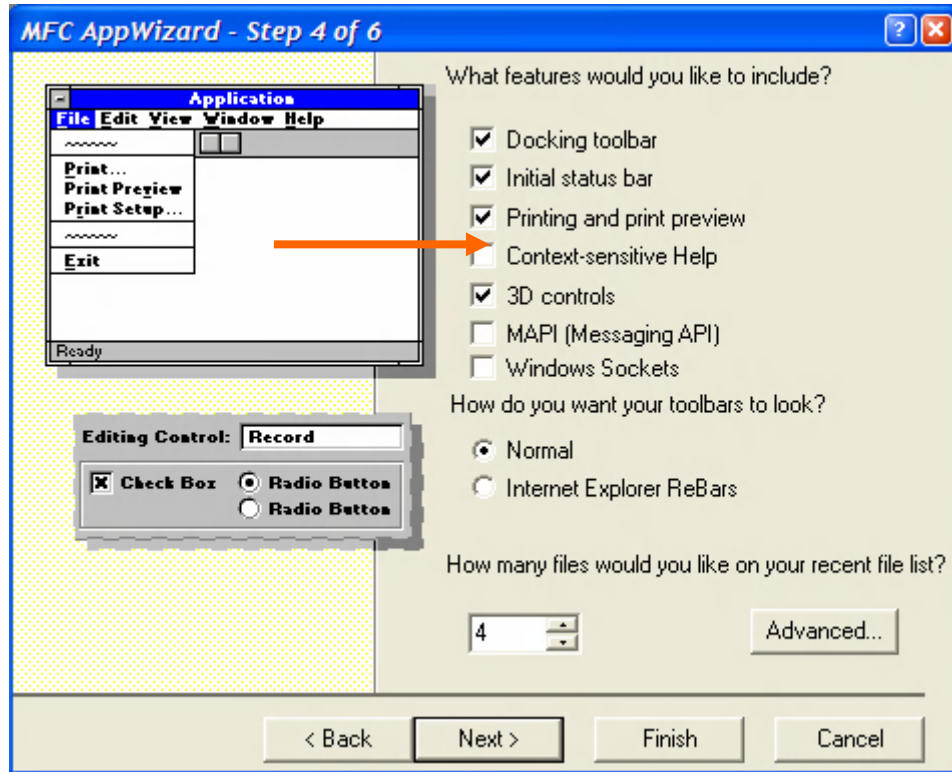 MFC AppWizard - Step 4 of 6
What features would you like to include?
Application
File Edit View Window Help
Print...
Print Preview
Print Setup...
Exit
Ready
Docking toolbar
Initial status bar
Printing and print preview
Context-sensitive Help
3D controls
MAPI (Messaging API)
Windows Sockets
How do you want your toolbars to look?
Editing Control: Record
Check Box Radio Button
Radio Button
Normal
Internet Explorer ReBars
How many files would you like on your recent file list?
4
Advanced...
< Back Next > Finish Cancel